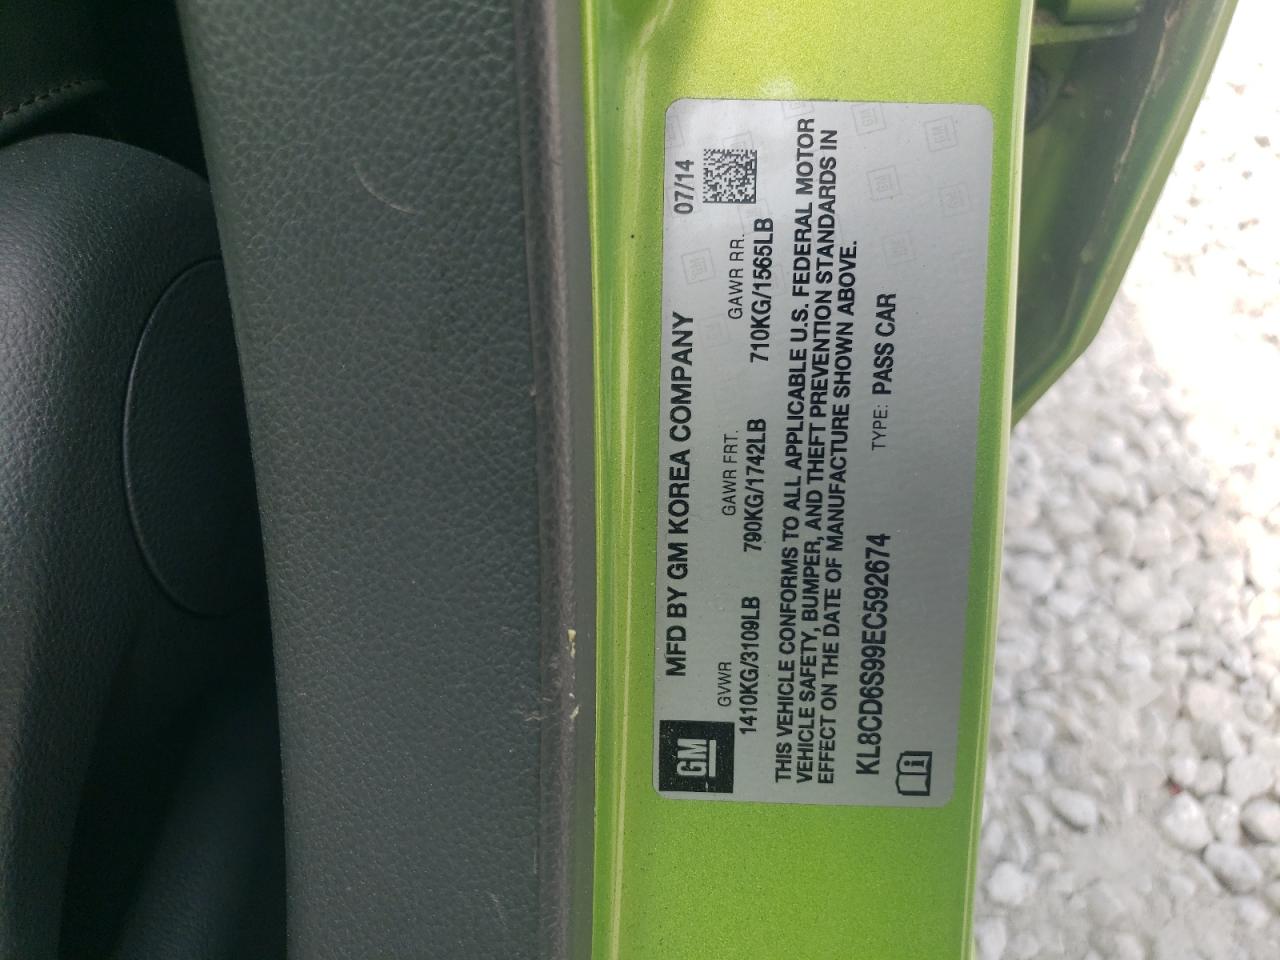 GM
MFD BY GM KOREA COMPANY
07/14
GVWR
GAWR FRT.
GAWR RR.
1410KG/3109LB
790KG/1742LB
710KG/1565LB
THIS VEHICLE CONFORMS TO ALL APPLICABLE U.S. FEDERAL MOTOR
VEHICLE SAFETY, BUMPER, AND THEFT PREVENTION STANDARDS IN
EFFECT ON THE DATE OF MANUFACTURE SHOWN ABOVE.
KL8CD6S99EC592674
TYPE: PASS CAR